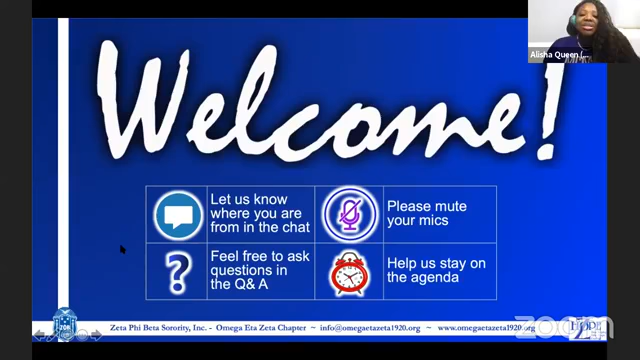 Welcome!
Alisha Queen (...
Let us know
where you are
from in the chat
Please mute
your mics
?
Feel free to ask
questions in
the Q& A
Help us stay on
the agenda
ZΦB
Zeta Phi Beta Sorority, Inc. - Omega Eta Zeta Chapter ~ info@omegaetazeta1920.org ~ www.omegaetazeta1920.org
HOPE
zoom